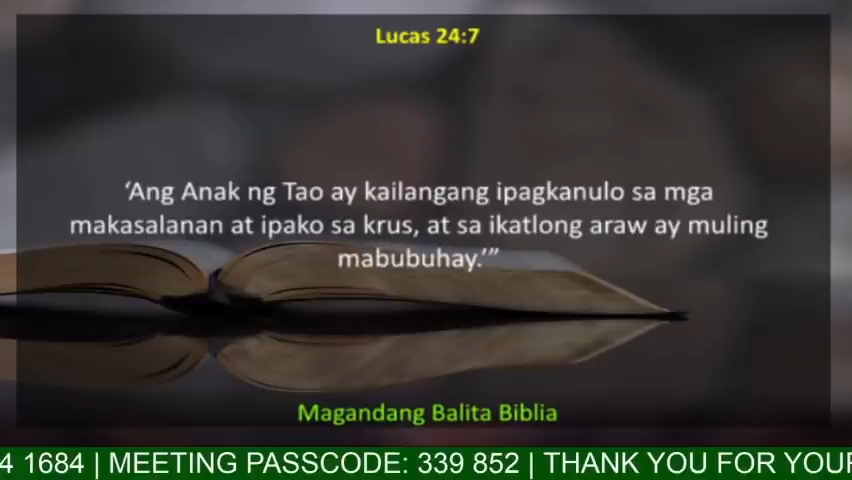 Lucas 24:7
‘Ang Anak ng Tao ay kailangang ipagkanulo sa mga
makasalanan at ipako sa krus, at sa ikatlong araw ay muling
mabubuhay.’”
Magandang Balita Biblia
4 1684 | MEETING PASSCODE: 339 852 | THANK YOU FOR YOUR